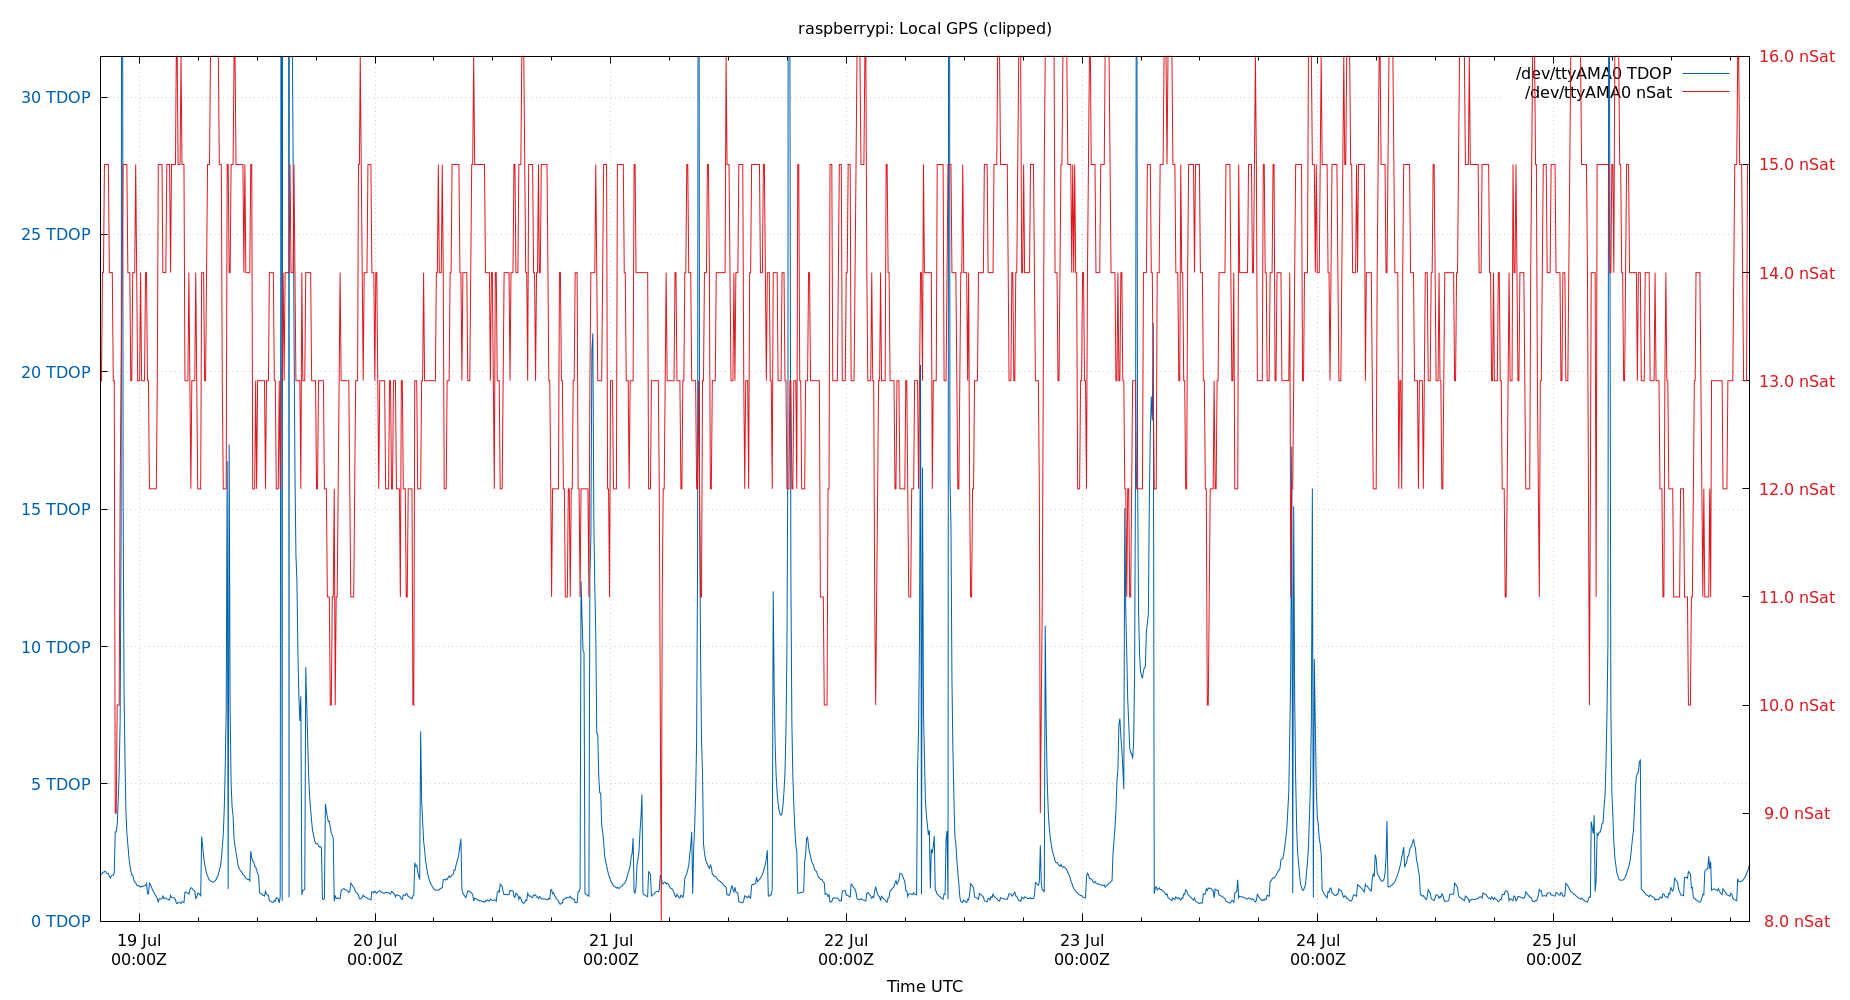 raspberrypi: Local GPS (clipped)
30 TDOP
25 TDOP
20 TDOP
15 TDOP
10 TDOP
5 TDOP
0 TDOP
/dev/ttyAMA0 TDOP
/dev/ttyAMA0 nSat
16.0 nSat
15.0 nSat
14.0 nSat
13.0 nSat
12.0 nSat
11.0 nSat
10.0 nSat
9.0 nSat
8.0 nSat
19 Jul 20 Jul 21 Jul 22 Jul 23 Jul 24 Jul 25 Jul
00:00Z 00:00Z 00:00Z 00:00Z 00:00Z 00:00Z 00:00Z
Time UTC